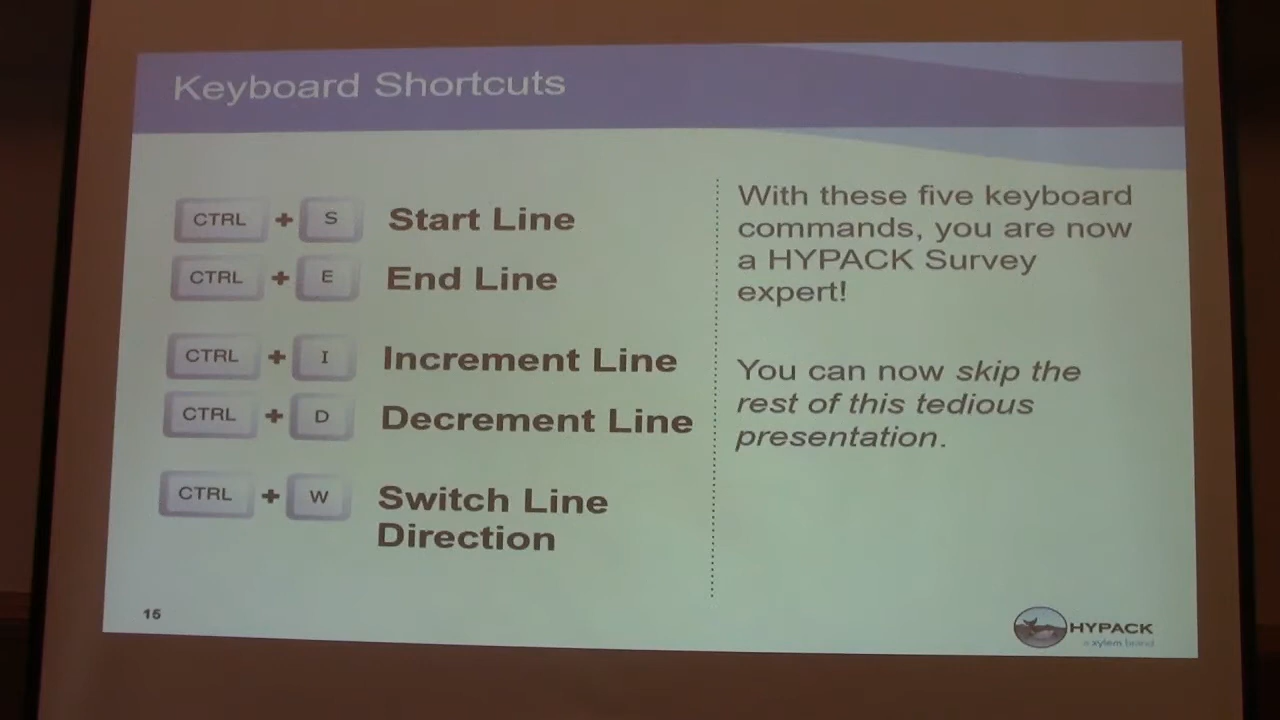 Keyboard Shortcuts
CTRL + S Start Line
CTRL + E End Line
CTRL + I Increment Line
CTRL + D Decrement Line
CTRL + W Switch Line
Direction
With these five keyboard
commands, you are now
a HYPACK Survey
expert!
You can now skip the
rest of this tedious
presentation.
15
HYPACK
a xylem brand